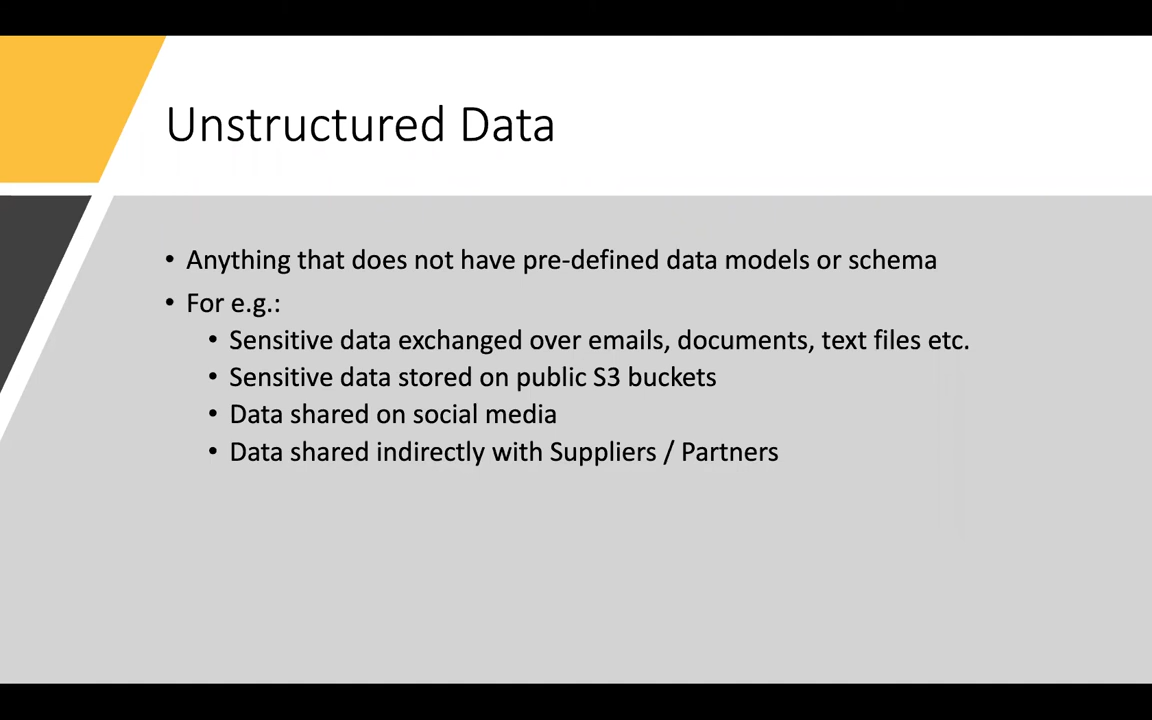 Unstructured Data
• Anything that does not have pre-defined data models or schema
• For e.g.:
• Sensitive data exchanged over emails, documents, text files etc.
• Sensitive data stored on public S3 buckets
• Data shared on social media
• Data shared indirectly with Suppliers / Partners